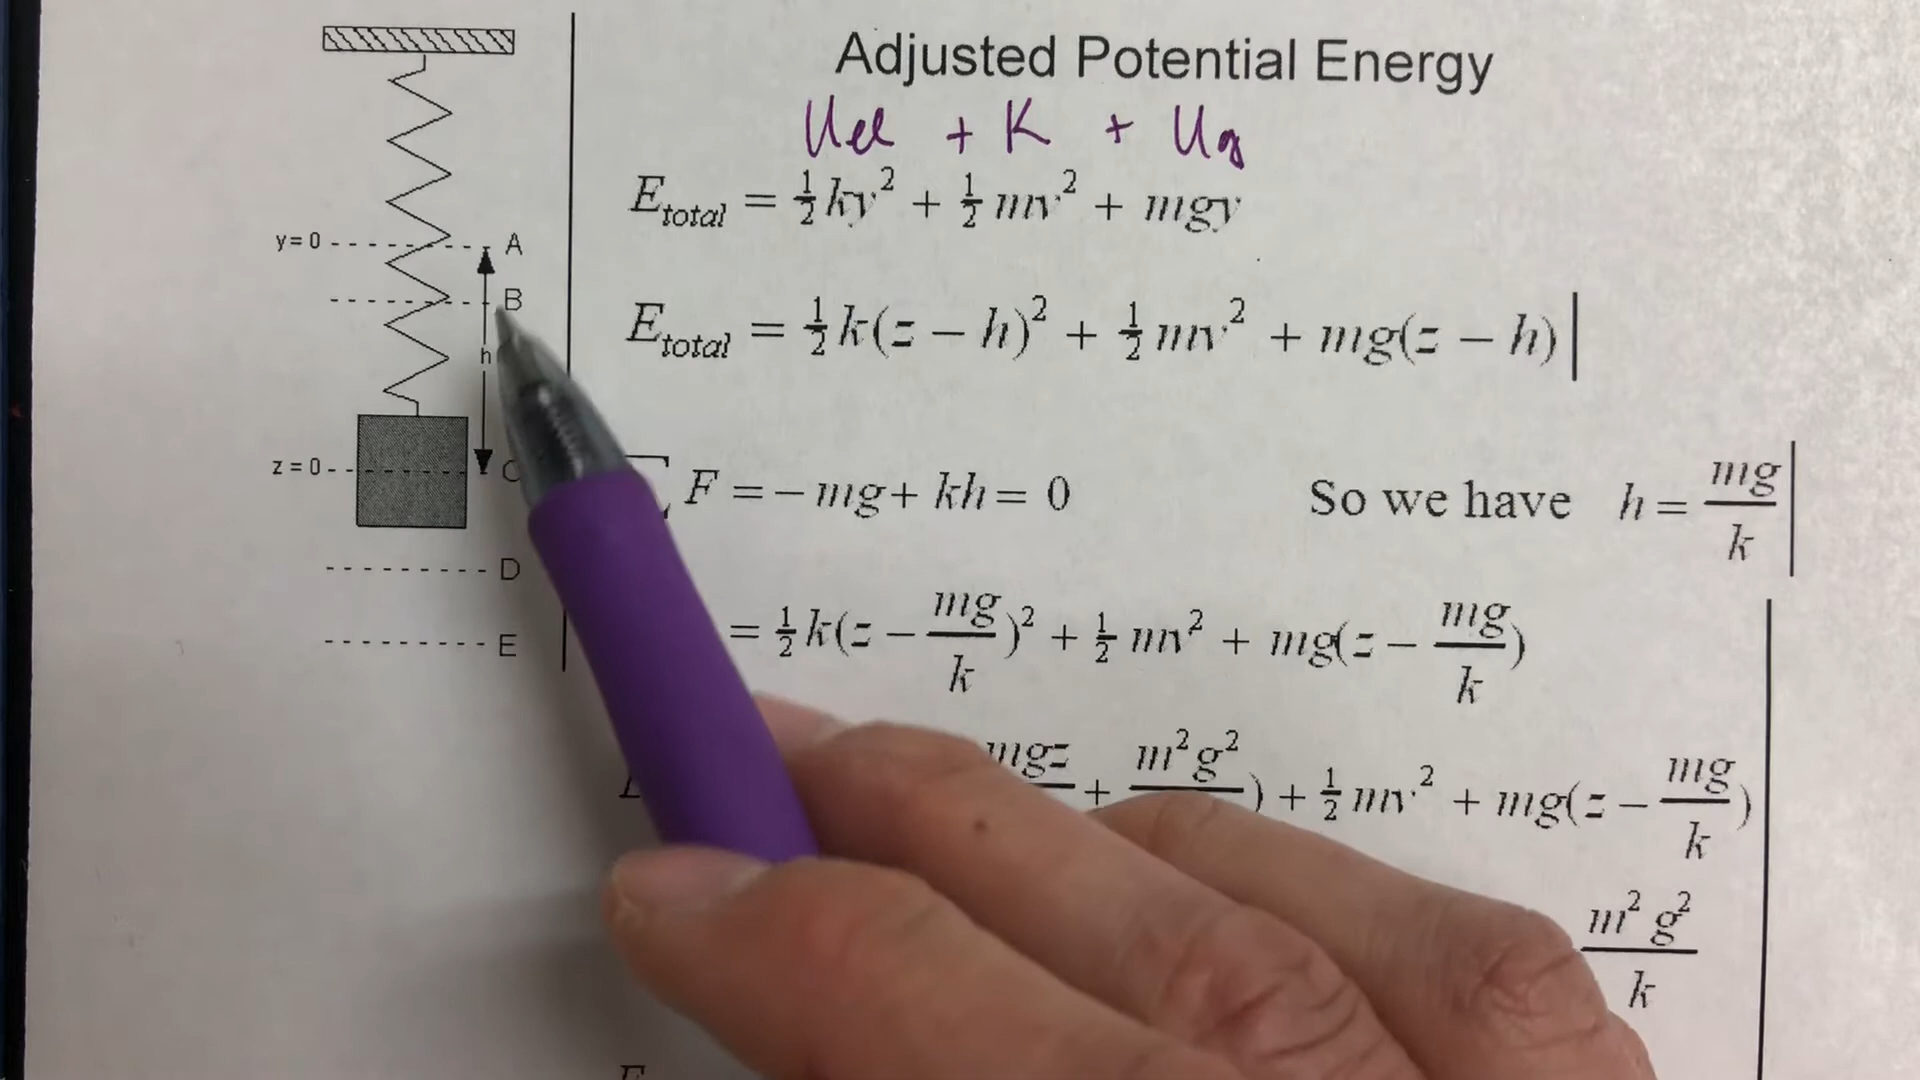 Adjusted Potential Energy
Uel + K + Ug
E_total = ½ky² + ½mv² + mgy
y=0 A
B
E_total = ½k(z − h)² + ½mv² + mg(z − h)
h
z=0 C
∑F = −mg + kh = 0 So we have h = mg/k
D
E
= ½k(z − mg/k)² + ½mv² + mg(z − mg/k)
mgz + m²g² ) + ½mv² + mg(z − mg/k)
m²g²/k